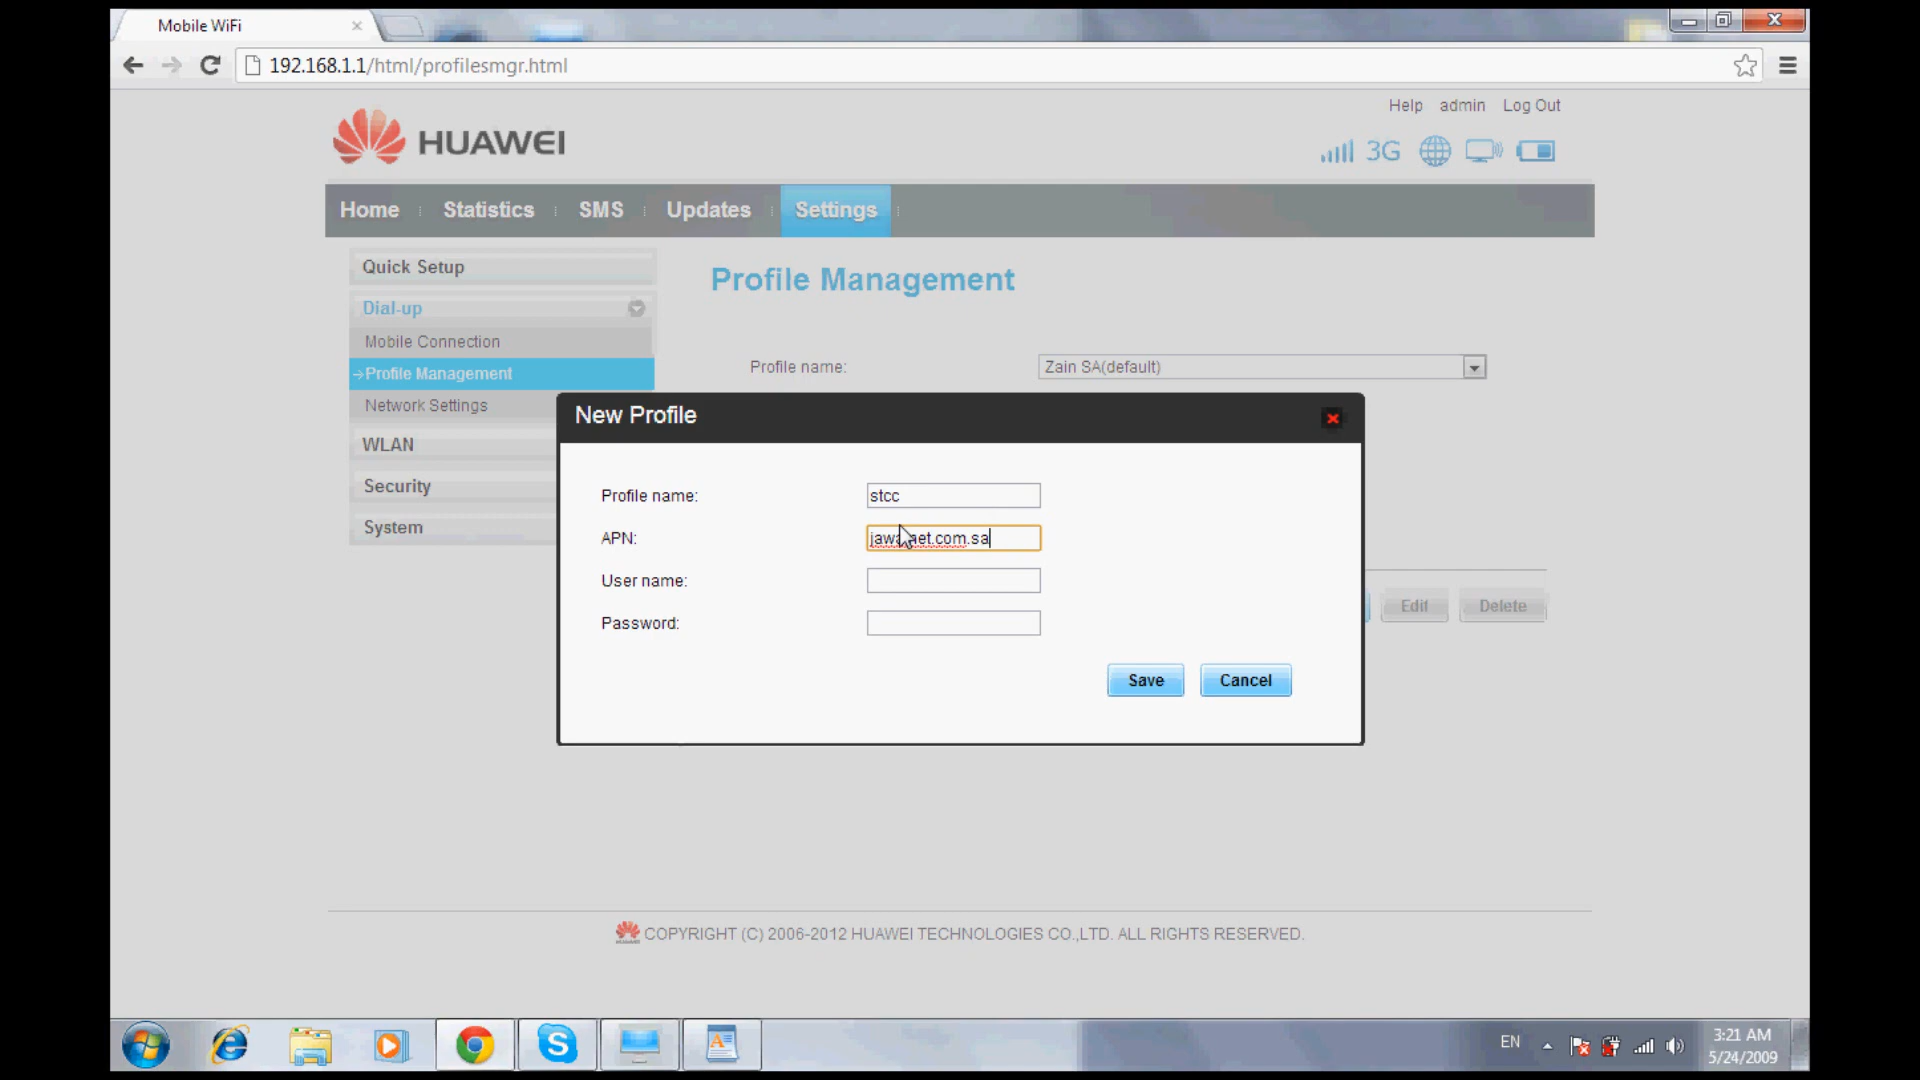 Mobile WiFi
192.168.1.1/html/profilesmgr.html
Help admin Log Out
HUAWEI
3G
Home Statistics SMS Updates Settings
Quick Setup
Profile Management
Dial-up
Mobile Connection
Profile name: Zain SA(default)
Profile Management
Network Settings
New Profile
WLAN
Profile name: stcc
Security
System
APN:
User name:
Edit Delete
Password:
Save Cancel
COPYRIGHT (C) 2006-2012 HUAWEI TECHNOLOGIES CO.,LTD. ALL RIGHTS RESERVED.
EN
3:21 AM
5/24/2009